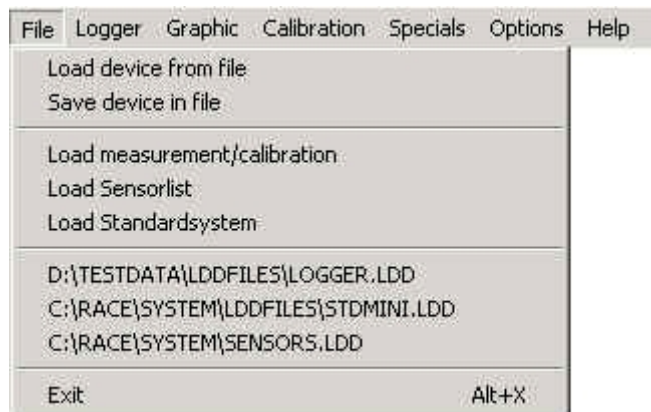 File Logger Graphic Calibration Specials Options Help
Load device from file
Save device in file
Load measurement/calibration
Load Sensorlist
Load Standardsystem
D:\TESTDATA\LDDFILES\LOGGER.LDD
C:\RACE\SYSTEM\LDDFILES\STDMINI.LDD
C:\RACE\SYSTEM\SENSORS.LDD
Exit Alt+X